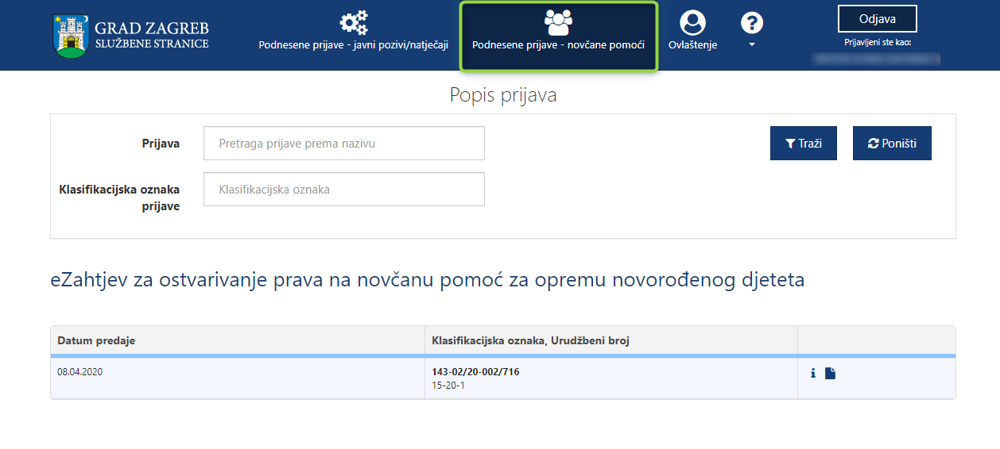 GRAD ZAGREB
SLUŽBENE STRANICE
Podnesene prijave - javni pozivi/natječaji
Podnesene prijave - novčane pomoći
Ovlaštenje
Odjava
Prijavljeni ste kao:
Popis prijava
Prijava
Pretraga prijave prema nazivu
Traži
Poništi
Klasifikacijska oznaka
prijave
Klasifikacijska oznaka
eZahtjev za ostvarivanje prava na novčanu pomoć za opremu novorođenog djeteta
Datum predaje
Klasifikacijska oznaka, Urudžbeni broj
08.04.2020
143-02/20-002/716
15-20-1